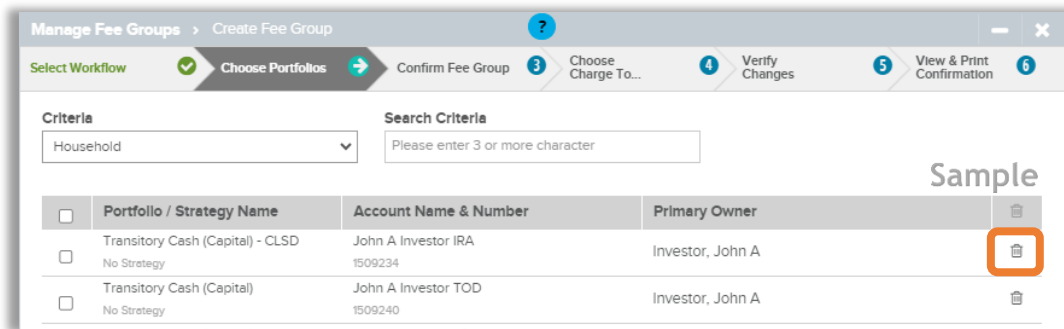 Manage Fee Groups > Create Fee Group ?
Select Workflow Choose Portfolios Confirm Fee Group 3 Choose Charge To... 4 Verify Changes 5 View & Print Confirmation 6
Criteria Search Criteria
Household Please enter 3 or more character
Sample
Portfolio / Strategy Name Account Name & Number Primary Owner
Transitory Cash (Capital) - CLSD John A Investor IRA Investor, John A
No Strategy 1509234
Transitory Cash (Capital) John A Investor TOD Investor, John A
No Strategy 1509240